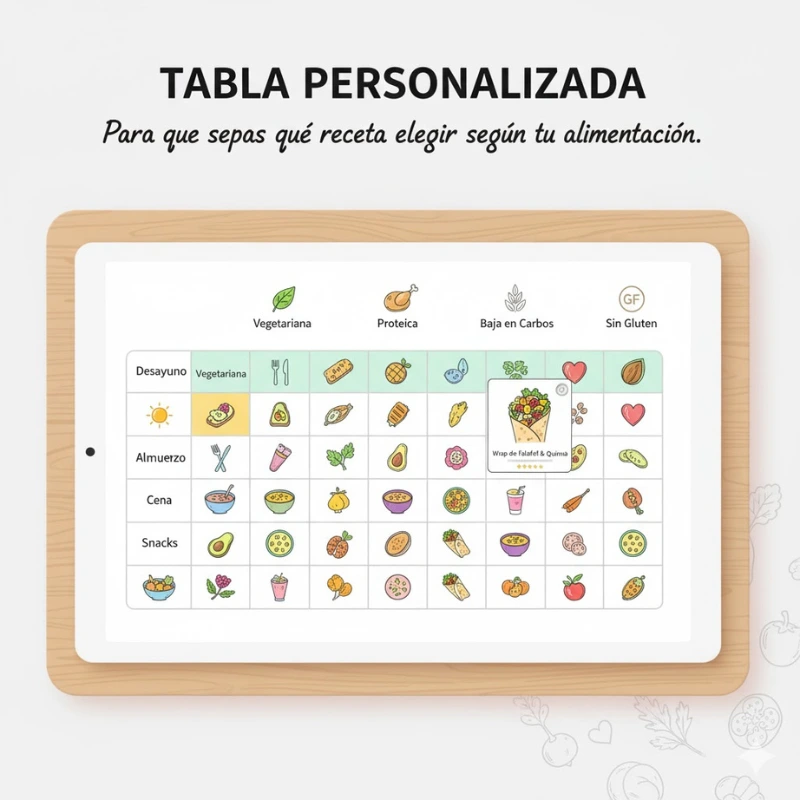 TABLA PERSONALIZADA
Para que sepas qué receta elegir según tu alimentación.
Vegetariana
Proteica
Baja en Carbos
GF
Sin Gluten
Desayuno
Vegetariana
Almuerzo
Wrap de Falafel & Quinua
Cena
Snacks